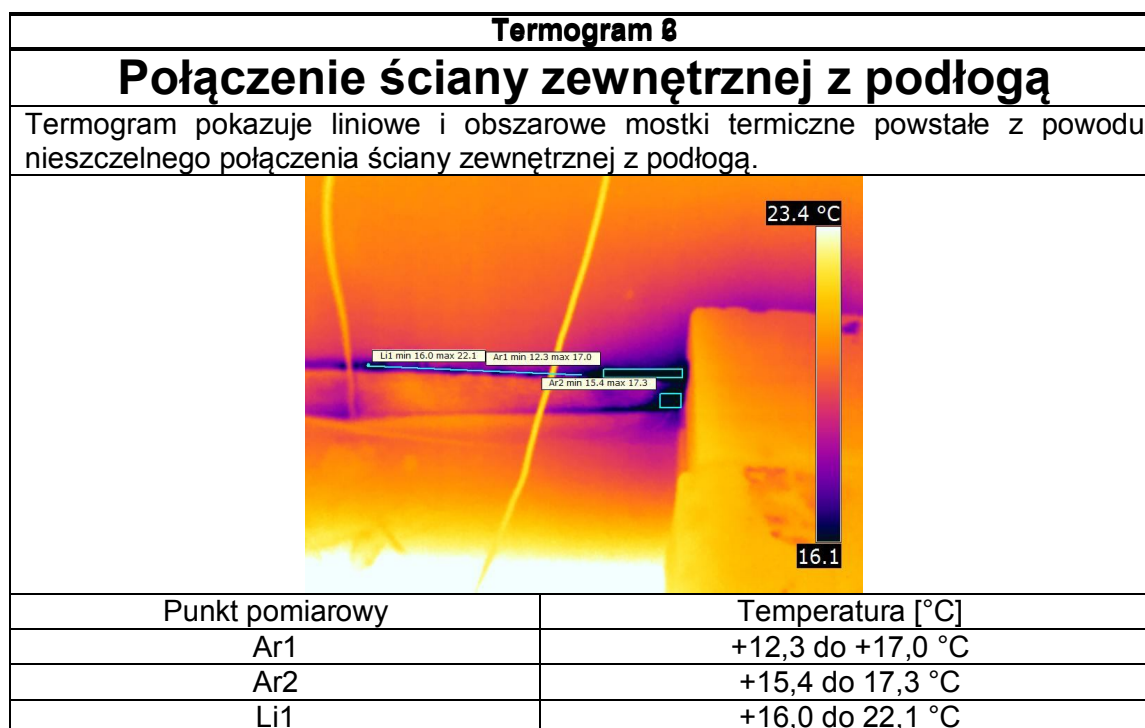 Termogram
Połączenie ściany zewnętrznej z podłogą
Termogram pokazuje liniowe i obszarowe mostki termiczne powstałe z powodu
nieszczelnego połączenia ściany zewnętrznej z podłogą.
23.4 °C
Li1 min 16.0 max 22.1
Ar1 min 12.3 max 17.0
Ar2 min 15.4 max 17.3
16.1
Punkt pomiarowy Temperatura [°C]
Ar1 +12,3 do +17,0 °C
Ar2 +15,4 do 17,3 °C
Li1 +16,0 do 22,1 °C